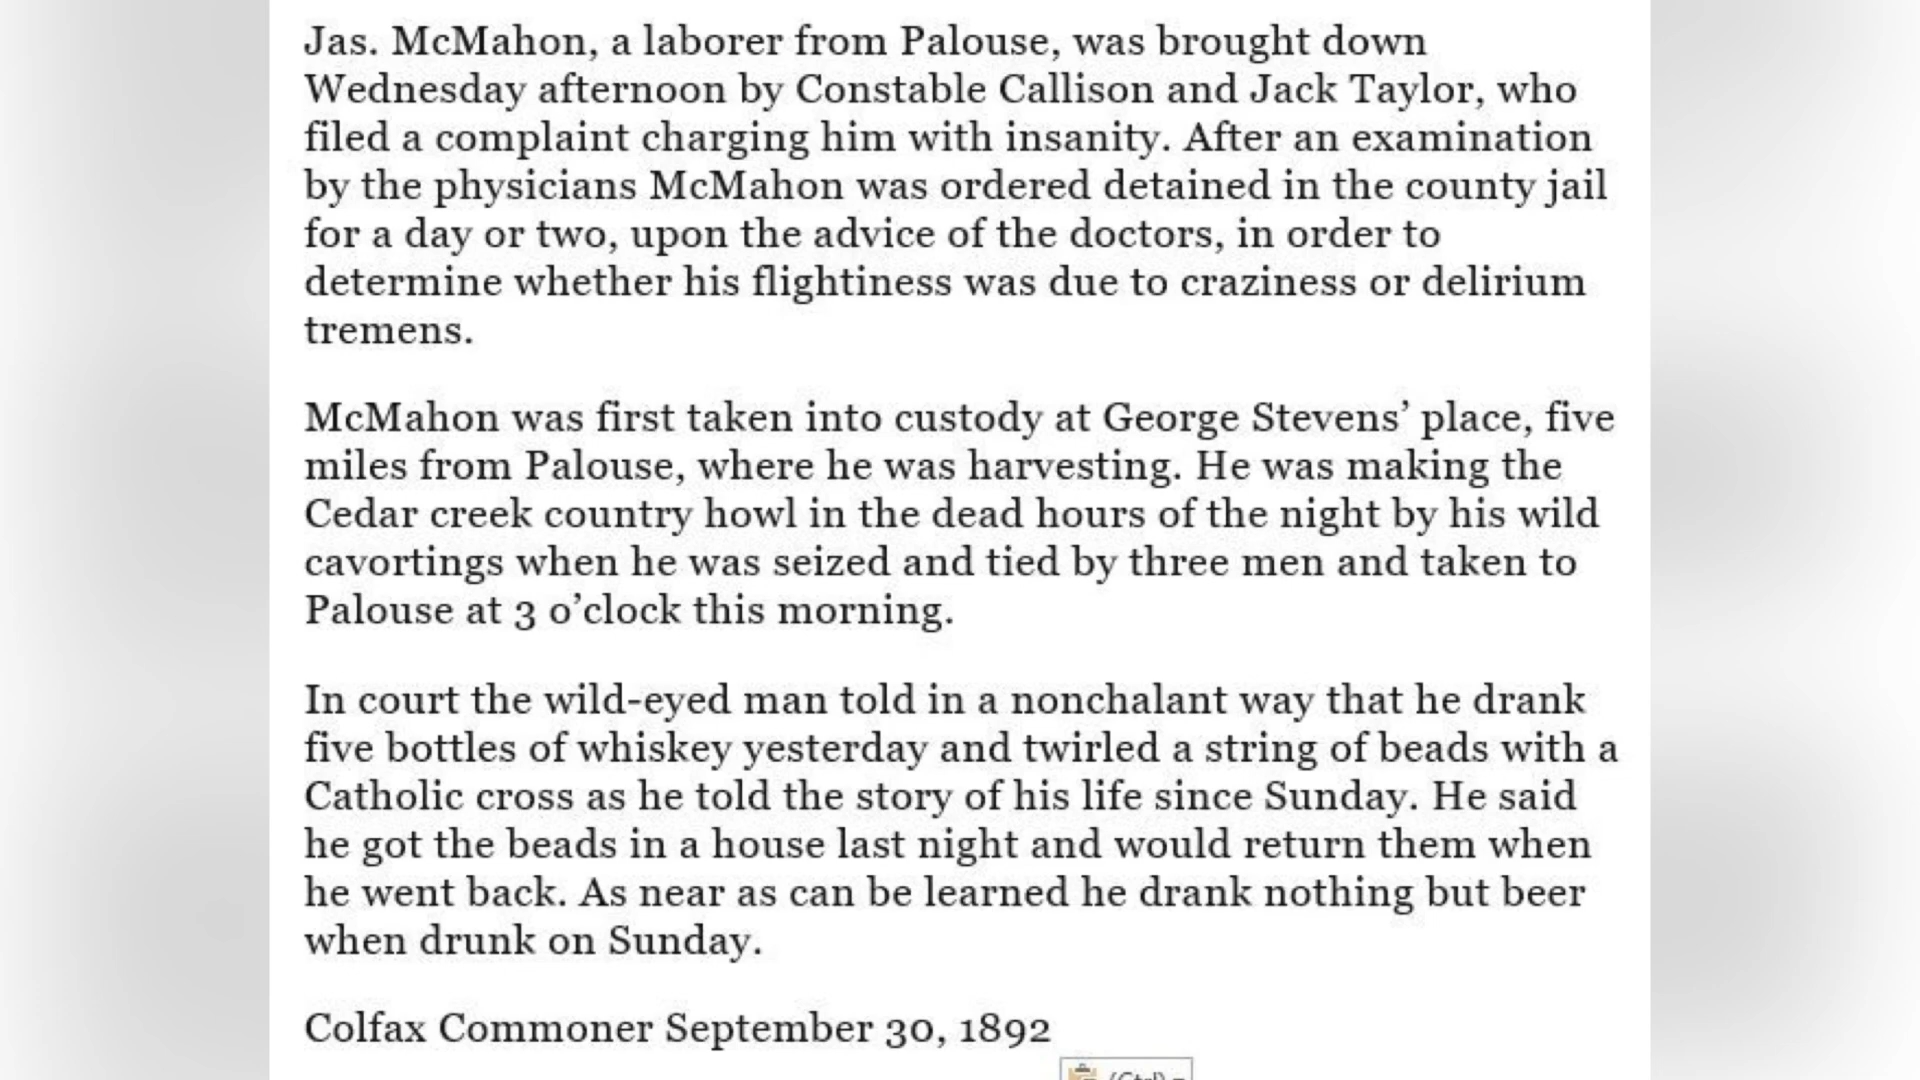 Jas. McMahon, a laborer from Palouse, was brought down
Wednesday afternoon by Constable Callison and Jack Taylor, who
filed a complaint charging him with insanity. After an examination
by the physicians McMahon was ordered detained in the county jail
for a day or two, upon the advice of the doctors, in order to
determine whether his flightiness was due to craziness or delirium
tremens.
McMahon was first taken into custody at George Stevens’ place, five
miles from Palouse, where he was harvesting. He was making the
Cedar creek country howl in the dead hours of the night by his wild
cavortings when he was seized and tied by three men and taken to
Palouse at 3 o’clock this morning.
In court the wild-eyed man told in a nonchalant way that he drank
five bottles of whiskey yesterday and twirled a string of beads with a
Catholic cross as he told the story of his life since Sunday. He said
he got the beads in a house last night and would return them when
he went back. As near as can be learned he drank nothing but beer
when drunk on Sunday.
Colfax Commoner September 30, 1892
(Ctrl)